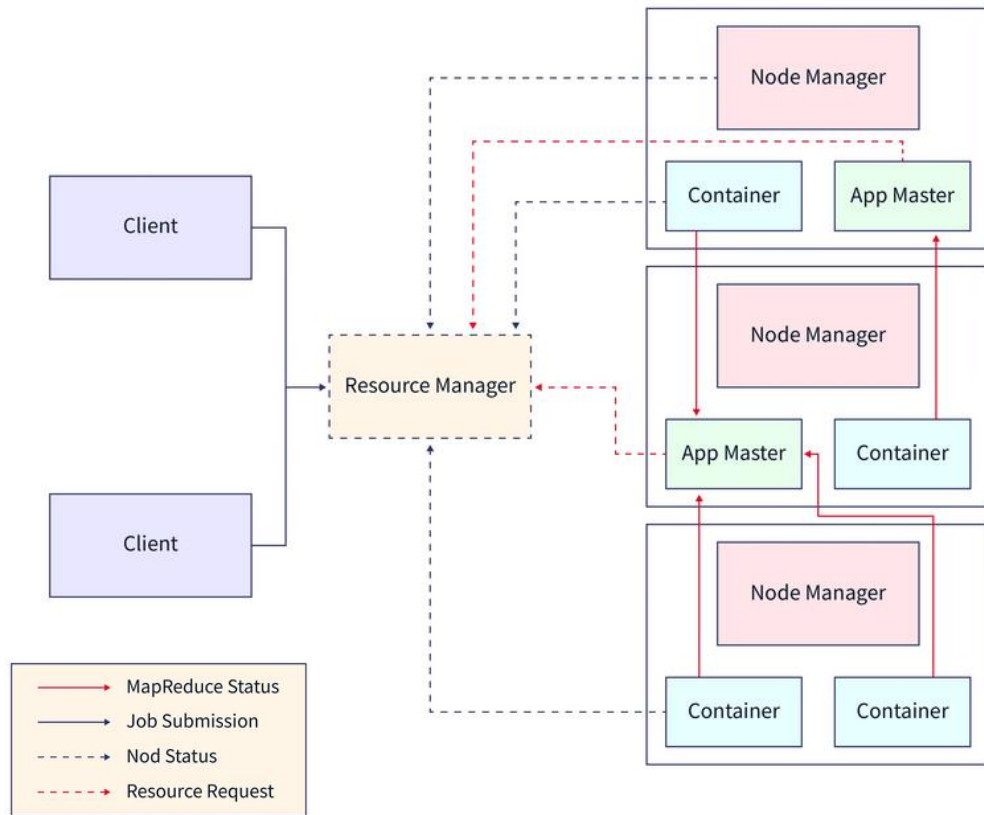 Node Manager
Container
App Master
Client
Node Manager
Resource Manager
App Master
Container
Client
Node Manager
Container
Container
MapReduce Status
Job Submission
Nod Status
Resource Request